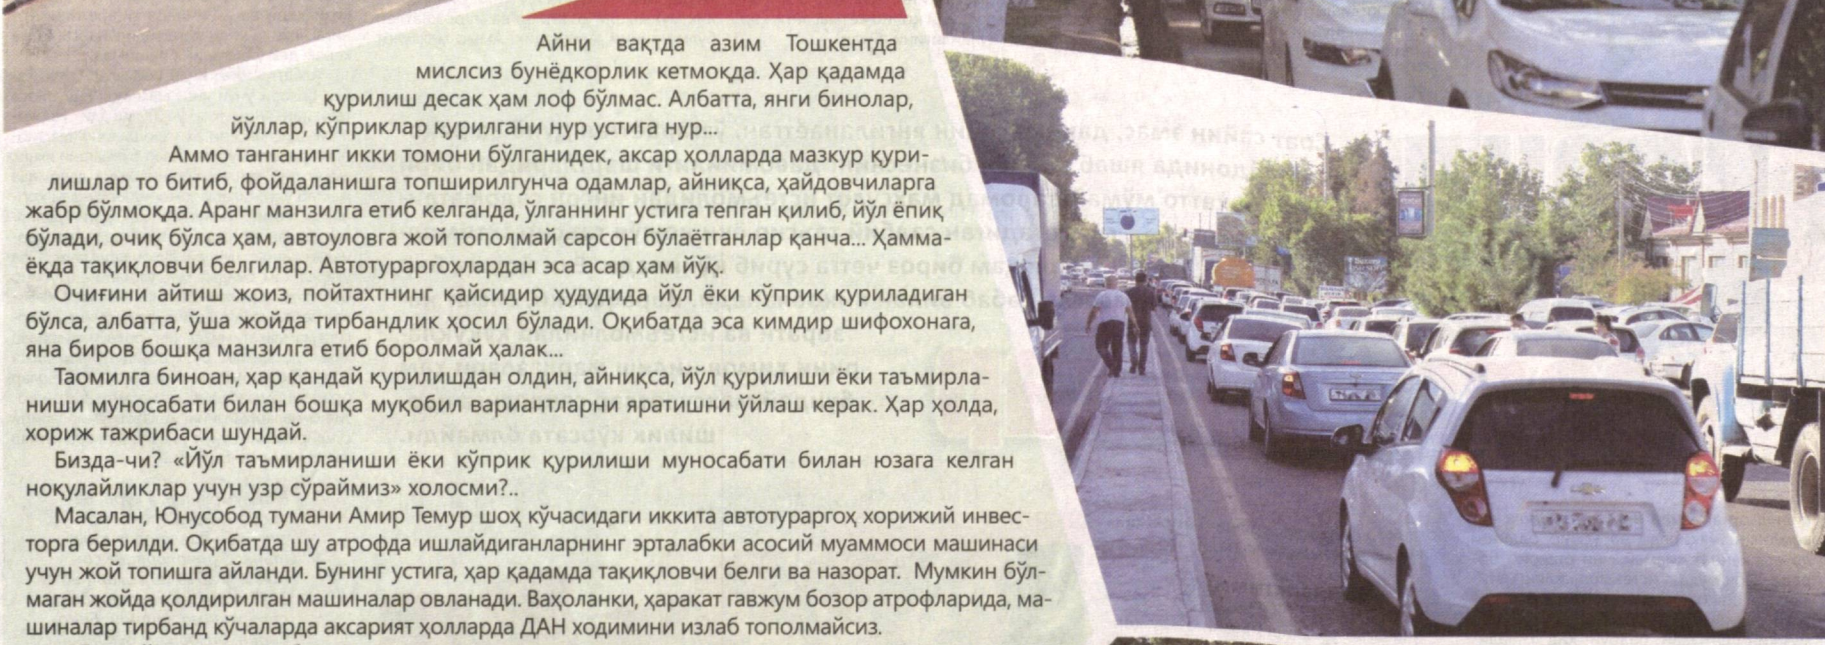 Айни вақтда азим Тошкентда
мислсиз бунёдкорлик кетмоқда. Ҳар қадамда
қурилиш десак ҳам лоф бўлмас. Албатта, янги бинолар,
йўллар, кўприклар қурилгани нур устига нур...
Аммо танганинг икки томони бўлганидек, аксар ҳолларда мазкур қури-
лишлар то битиб, фойдаланишга топширилгунча одамлар, айниқса, ҳайдовчиларга
жабр бўлмоқда. Аранг манзилга етиб келганда, ўлганнинг устига тепган қилиб, йўл ёпиқ
бўлади, очиқ бўлса ҳам, автоуловга жой тополмай сарсон бўлаётганлар қанча... Ҳамма-
ёқда тақиқловчи белгилар. Автотураргоҳлардан эса асар ҳам йўқ.
Очиғини айтиш жоиз, пойтахтнинг қайсидир ҳудудида йўл ёки кўприк қуриладиган
бўлса, албатта, ўша жойда тирбандлик ҳосил бўлади. Оқибатда эса кимдир шифохонага,
яна биров бошқа манзилга етиб боролмай ҳалак...
Таомилга биноан, ҳар қандай қурилишдан олдин, айниқса, йўл қурилиши ёки таъмирла-
ниши муносабати билан бошқа муқобил вариантларни яратишни ўйлаш керак. Ҳар ҳолда,
хориж тажрибаси шундай.
Бизда-чи? «Йўл таъмирланиши ёки кўприк қурилиши муносабати билан юзага келган
ноқулайликлар учун узр сўраймиз» холосми?..
Масалан, Юнусобод тумани Амир Темур шоҳ кўчасидаги иккита автотураргоҳ хорижий инвес-
торга берилди. Оқибатда шу атрофда ишлайдиганларнинг эрталабки асосий муаммоси машинаси
учун жой топишга айланди. Бунинг устига, ҳар қадамда тақиқловчи белги ва назорат. Мумкин бўл-
маган жойда қолдирилган машиналар овланади. Ваҳоланки, ҳаракат гавжум бозор атрофларида, ма-
шиналар тирбанд кўчаларда аксарият ҳолларда ДАН ходимини излаб тополмайсиз.